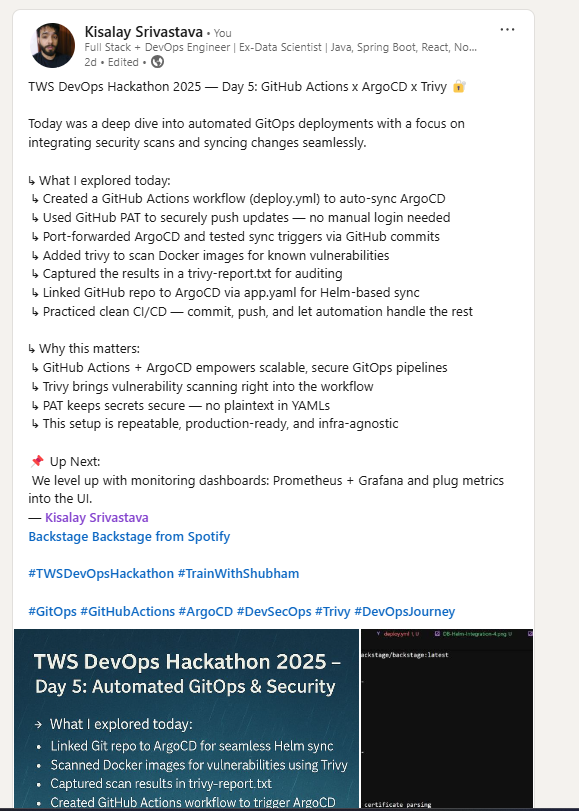 Kisalay Srivastava • You
Full Stack + DevOps Engineer | Ex-Data Scientist | Java, Spring Boot, React, No...
2d • Edited •
TWS DevOps Hackathon 2025 — Day 5: GitHub Actions x ArgoCD x Trivy 🔐
Today was a deep dive into automated GitOps deployments with a focus on
integrating security scans and syncing changes seamlessly.
↳ What I explored today:
↳ Created a GitHub Actions workflow (deploy.yml) to auto-sync ArgoCD
↳ Used GitHub PAT to securely push updates — no manual login needed
↳ Port-forwarded ArgoCD and tested sync triggers via GitHub commits
↳ Added trivy to scan Docker images for known vulnerabilities
↳ Captured the results in a trivy-report.txt for auditing
↳ Linked GitHub repo to ArgoCD via app.yaml for Helm-based sync
↳ Practiced clean CI/CD — commit, push, and let automation handle the rest
↳ Why this matters:
↳ GitHub Actions + ArgoCD empowers scalable, secure GitOps pipelines
↳ Trivy brings vulnerability scanning right into the workflow
↳ PAT keeps secrets secure — no plaintext in YAMLs
↳ This setup is repeatable, production-ready, and infra-agnostic
📌 Up Next:
We level up with monitoring dashboards: Prometheus + Grafana and plug metrics
into the UI.
— Kisalay Srivastava
Backstage Backstage from Spotify
#TWSDevOpsHackathon #TrainWithShubham
#GitOps #GitHubActions #ArgoCD #DevSecOps #Trivy #DevOpsJourney
TWS DevOps Hackathon 2025 –
Day 5: Automated GitOps & Security
→ What I explored today:
• Linked Git repo to ArgoCD for seamless Helm sync
• Scanned Docker images for vulnerabilities using Trivy
• Captured scan results in trivy-report.txt
• Created GitHub Actions workflow to trigger ArgoCD
deploy.yml U
DB-Helm-Integration-4.png U
ackstage/backstage:latest
certificate parsing